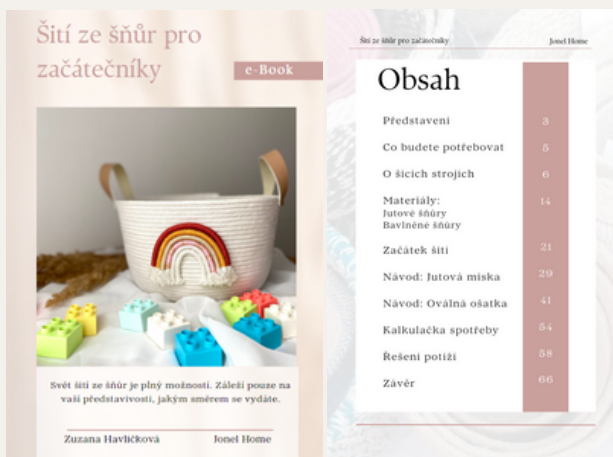 Šití ze šňůr pro
začátečníky
e-Book
Svět šití ze šňůr je plný možností. Záleží pouze na
vaší představivosti, jakým směrem se vydáte.
Zuzana Havlíčková
Jonel Home
Šití ze šňůr pro začátečníky
Jonel Home
Obsah
Představení 3
Co budete potřebovat 5
O šicích strojích 6
Materiály: 14
Jutové šňůry
Bavlněné šňůry
Začátek šití 21
Návod: Jutová miska 29
Návod: Oválná ošatka 41
Kalkulačka spotřeby 54
Řešení potíží 58
Závěr 66